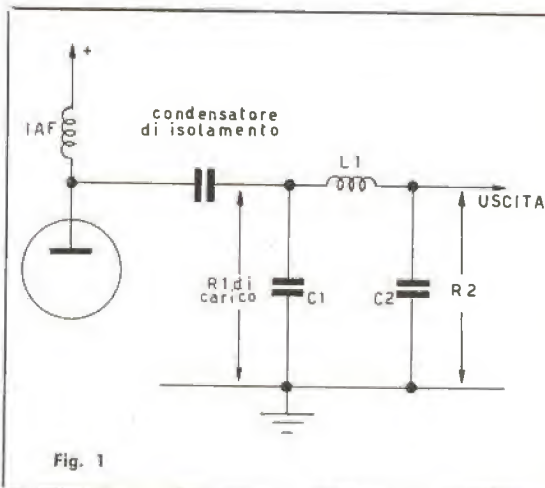 +
IAF
condensatore
di isolamento
L1
USCITA
R1 di
carico
C1
C2
R2
Fig. 1